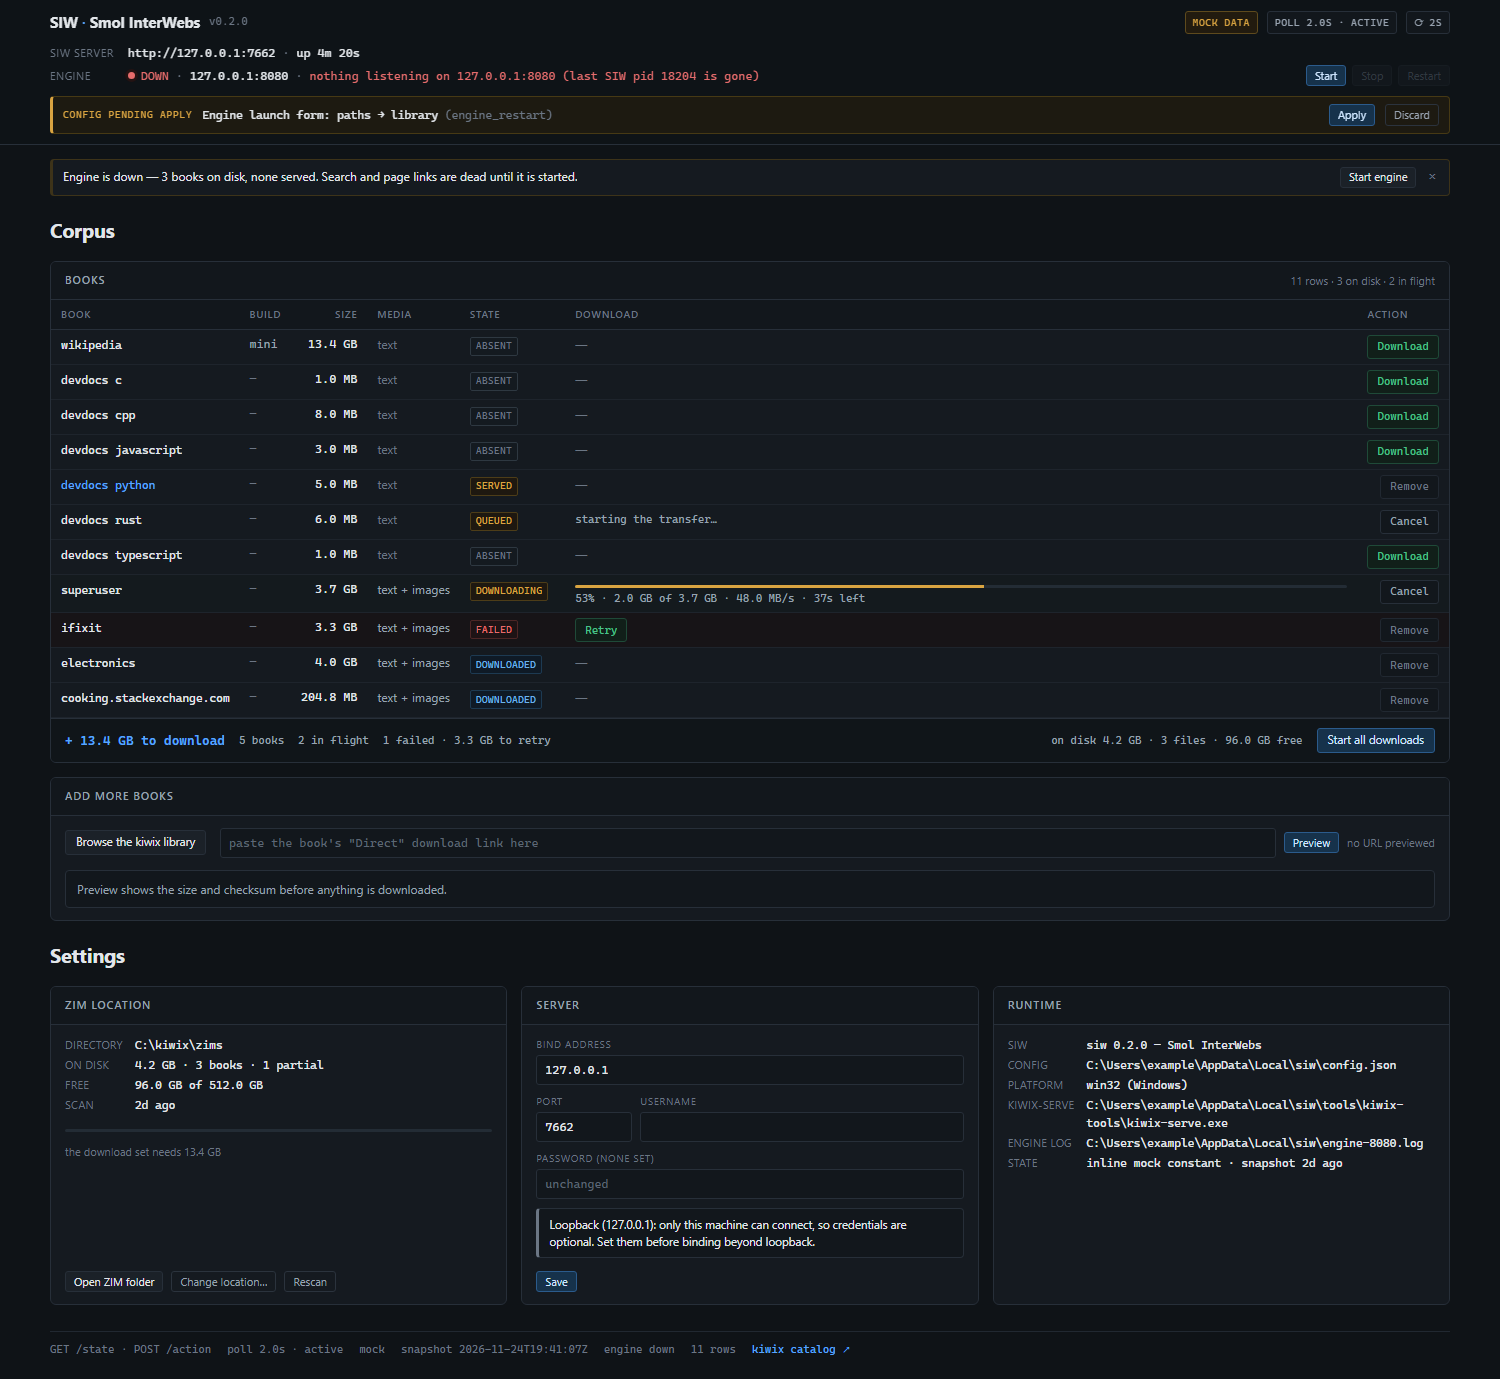 SIW · Smol InterWebs v0.2.0
MOCK DATA POLL 2.0S · ACTIVE ⟳ 2S
SIW SERVER http://127.0.0.1:7662 · up 4m 20s
ENGINE ● DOWN · 127.0.0.1:8080 · nothing listening on 127.0.0.1:8080 (last SIW pid 18204 is gone) Start Stop Restart
CONFIG PENDING APPLY Engine launch form: paths → library (engine_restart) Apply Discard
Engine is down — 3 books on disk, none served. Search and page links are dead until it is started. Start engine ×
Corpus
BOOKS 11 rows · 3 on disk · 2 in flight
BOOK BUILD SIZE MEDIA STATE DOWNLOAD ACTION
wikipedia mini 13.4 GB text ABSENT — Download
devdocs c — 1.0 MB text ABSENT — Download
devdocs cpp — 8.0 MB text ABSENT — Download
devdocs javascript — 3.0 MB text ABSENT — Download
devdocs python — 5.0 MB text SERVED — Remove
devdocs rust — 6.0 MB text QUEUED starting the transfer… Cancel
devdocs typescript — 1.0 MB text ABSENT — Download
superuser — 3.7 GB text + images DOWNLOADING 53% · 2.0 GB of 3.7 GB · 48.0 MB/s · 37s left Cancel
ifixit — 3.3 GB text + images FAILED Retry Remove
electronics — 4.0 GB text + images DOWNLOADED — Remove
cooking.stackexchange.com — 204.8 MB text + images DOWNLOADED — Remove
+ 13.4 GB to download 5 books 2 in flight 1 failed · 3.3 GB to retry on disk 4.2 GB · 3 files · 96.0 GB free Start all downloads
ADD MORE BOOKS
Browse the kiwix library paste the book's "Direct" download link here Preview no URL previewed
Preview shows the size and checksum before anything is downloaded.
Settings
ZIM LOCATION
DIRECTORY C:\kiwix\zims
ON DISK 4.2 GB · 3 books · 1 partial
FREE 96.0 GB of 512.0 GB
SCAN 2d ago
the download set needs 13.4 GB
Open ZIM folder Change location... Rescan
SERVER
BIND ADDRESS
127.0.0.1
PORT USERNAME
7662
PASSWORD (NONE SET)
unchanged
Loopback (127.0.0.1): only this machine can connect, so credentials are
optional. Set them before binding beyond loopback.
Save
RUNTIME
SIW siw 0.2.0 — Smol InterWebs
CONFIG C:\Users\example\AppData\Local\siw\config.json
PLATFORM win32 (Windows)
KIWIX-SERVE C:\Users\example\AppData\Local\siw\tools\kiwix-
tools\kiwix-serve.exe
ENGINE LOG C:\Users\example\AppData\Local\siw\engine-8080.log
STATE inline mock constant · snapshot 2d ago
GET /state · POST /action poll 2.0s · active mock snapshot 2026-11-24T19:41:07Z engine down 11 rows kiwix catalog ↗